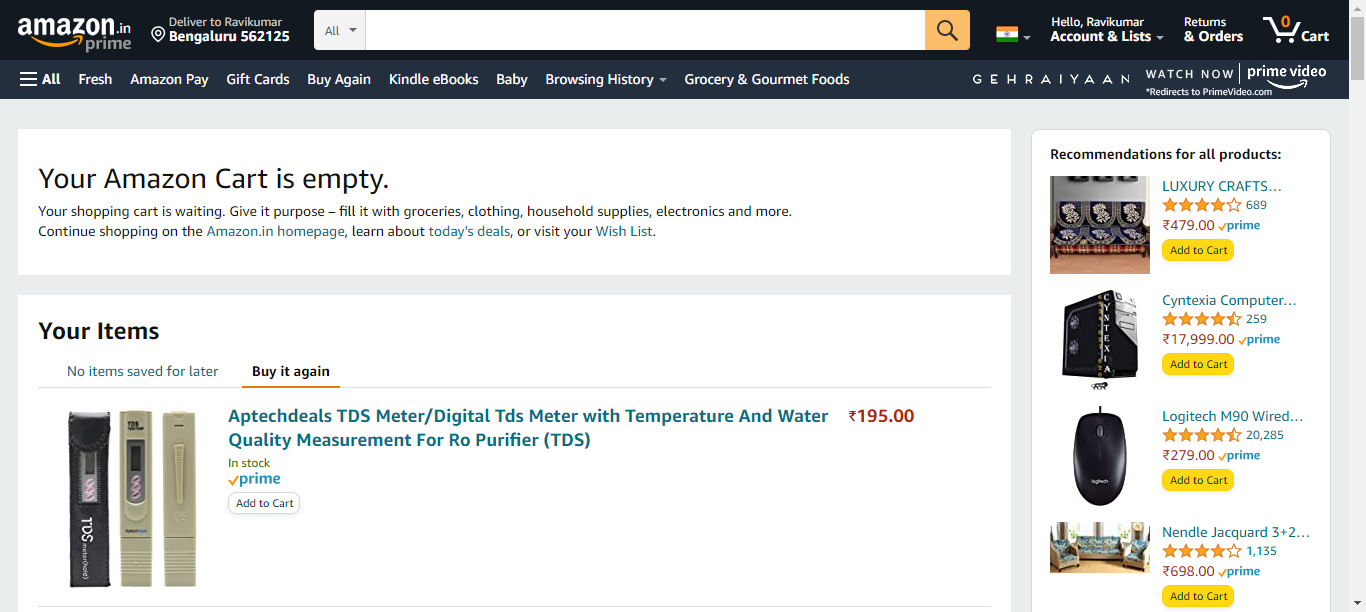 amazon.in
prime
Deliver to Ravikumar
Bengaluru 562125
All
Hello, Ravikumar
Account & Lists
Returns
& Orders
0
Cart
All
Fresh
Amazon Pay
Gift Cards
Buy Again
Kindle eBooks
Baby
Browsing History
Grocery & Gourmet Foods
GEHRAIYAAN
WATCH NOW
prime video
*Redirects to PrimeVideo.com
Your Amazon Cart is empty.
Your shopping cart is waiting. Give it purpose – fill it with groceries, clothing, household supplies, electronics and more.
Continue shopping on the Amazon.in homepage, learn about today's deals, or visit your Wish List.
Your Items
No items saved for later
Buy it again
Aptechdeals TDS Meter/Digital Tds Meter with Temperature And Water
Quality Measurement For Ro Purifier (TDS)
₹195.00
In stock
prime
Add to Cart
TDS
meter(hold)
Recommendations for all products:
LUXURY CRAFTS...
689
₹479.00 prime
Add to Cart
CYNTEXIA
Cyntexia Computer...
259
₹17,999.00 prime
Add to Cart
logitech
Logitech M90 Wired...
20,285
₹279.00 prime
Add to Cart
Nendle Jacquard 3+2...
1,135
₹698.00 prime
Add to Cart